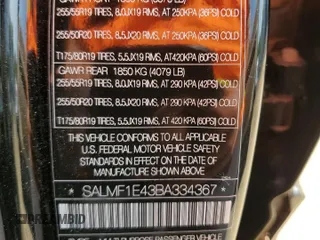 255/55R19 TIRES, 8.0JX19 RIMS, AT 250KPA (36PSI) COLD
255/50R20 TIRES, 8.5JX20 RIMS, AT 250KPA (36PSI) COLD
T175/80R19 TIRES, 5.5JX19 RIMS, AT420KPA (60PSI) COLD
GAWR REAR 1850 KG (4079 LB)
255/55R19 TIRES, 8.0JX19 RIMS, AT 290 KPA (42PSI) COLD
255/50R20 TIRES, 8.5JX20 RIMS, AT 290 KPA (42PSI) COLD
T175/80R19 TIRES, 5.5JX19 RIMS, AT 420 KPA (60PSI) COLD
THIS VEHICLE CONFORMS TO ALL APPLICABLE
U.S. FEDERAL MOTOR VEHICLE SAFETY
STANDARDS IN EFFECT ON THE DATE OF
MANUFACTURE SHOWN ABOVE.
SALMF1E43BA334367